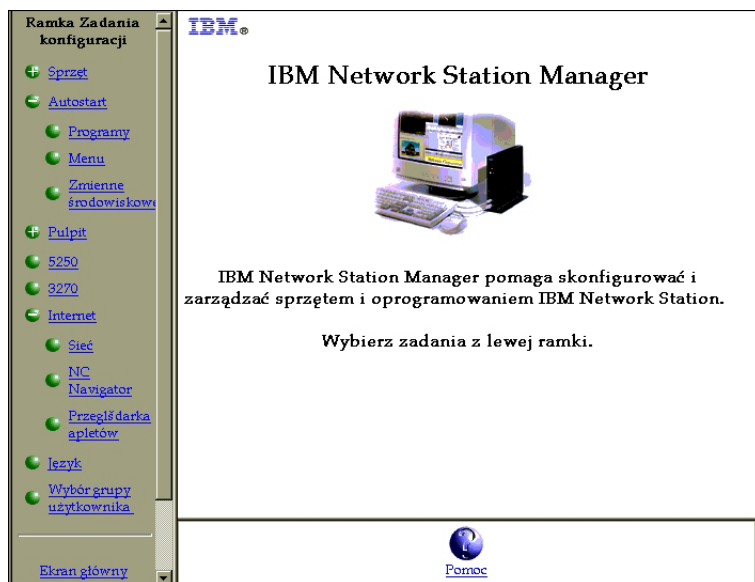 Ramka Zadania
konfiguracji
Sprzęt
Autostart
Programy
Menu
Zmienne
środowiskowe
Pulpit
5250
3270
Internet
Sieć
NC
Navigator
Przeglšdarka
apletów
Język
Wybór grupy
użytkownika
Ekran główny
IBM®
IBM Network Station Manager
IBM Network Station Manager pomaga skonfigurować i
zarządzać sprzętem i oprogramowaniem IBM Network Station.
Wybierz zadania z lewej ramki.
Pomoc